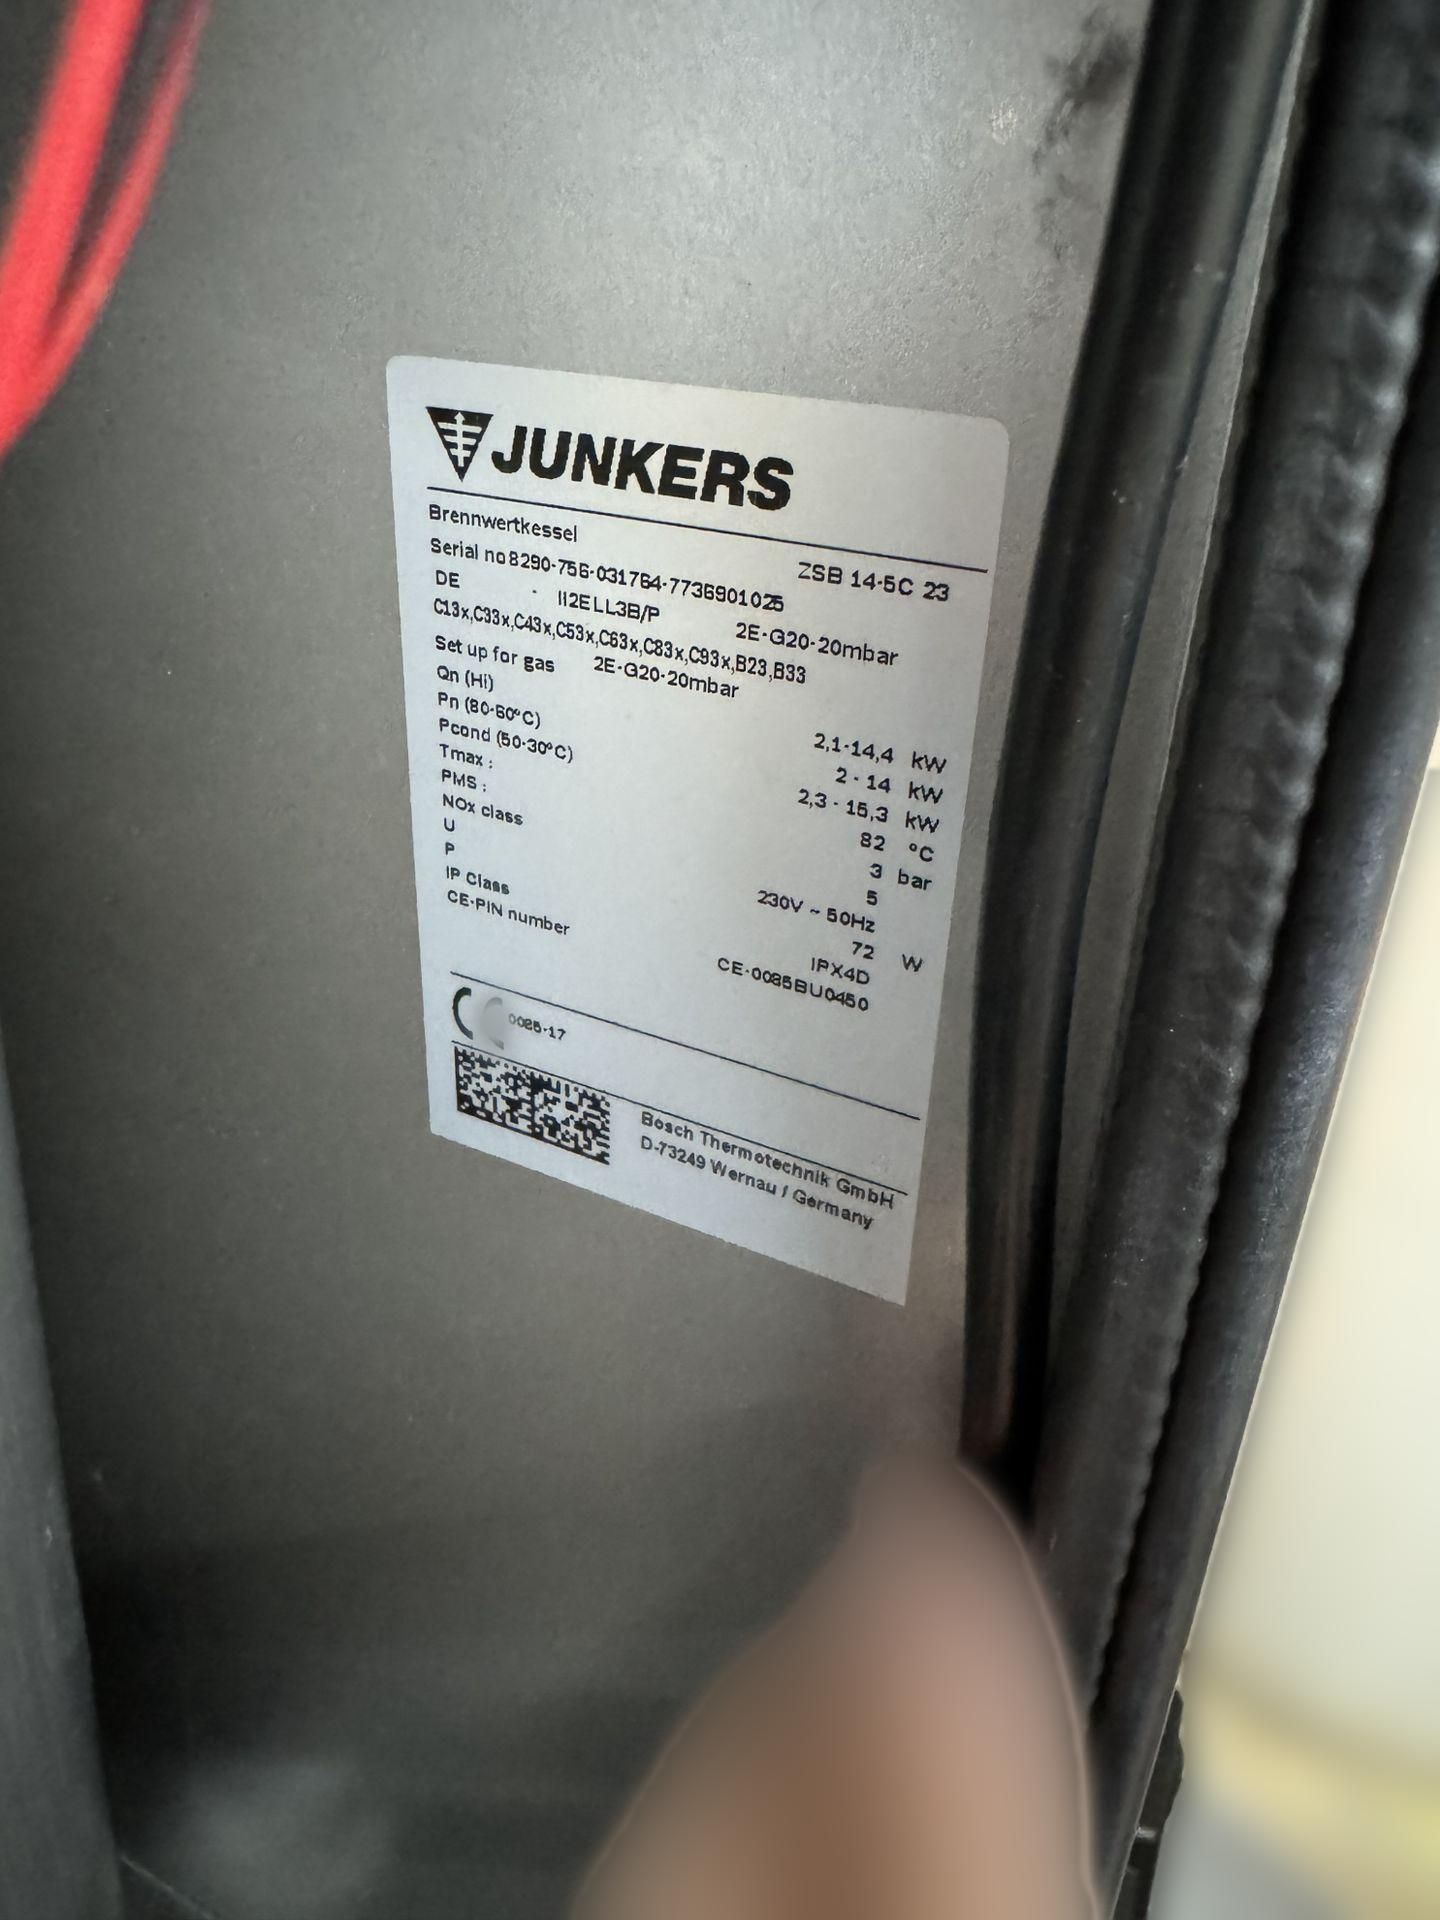 JUNKERS
Brennwertkessel ZSB 14-5C 23
Serial no 8290-756-031764-7736901025
DE - II2ELL3B/P 2E-G20-20mbar
C13x,C33x,C43x,C53x,C63x,C83x,C93x,B23,B33
Set up for gas 2E-G20-20mbar
Qn (Hi) 2,1-14,4 kW
Pn (80-60°C) 2 - 14 kW
Pcond (50-30°C) 2,3 - 15,3 kW
Tmax : 82 °C
PMS : 3 bar
NOx class 5
U 230V ~ 50Hz
P 72 W
IP Class IPX4D
CE-PIN number CE-0085BU0450
CE 0085-17
Bosch Thermotechnik GmbH
D-73249 Wernau / Germany